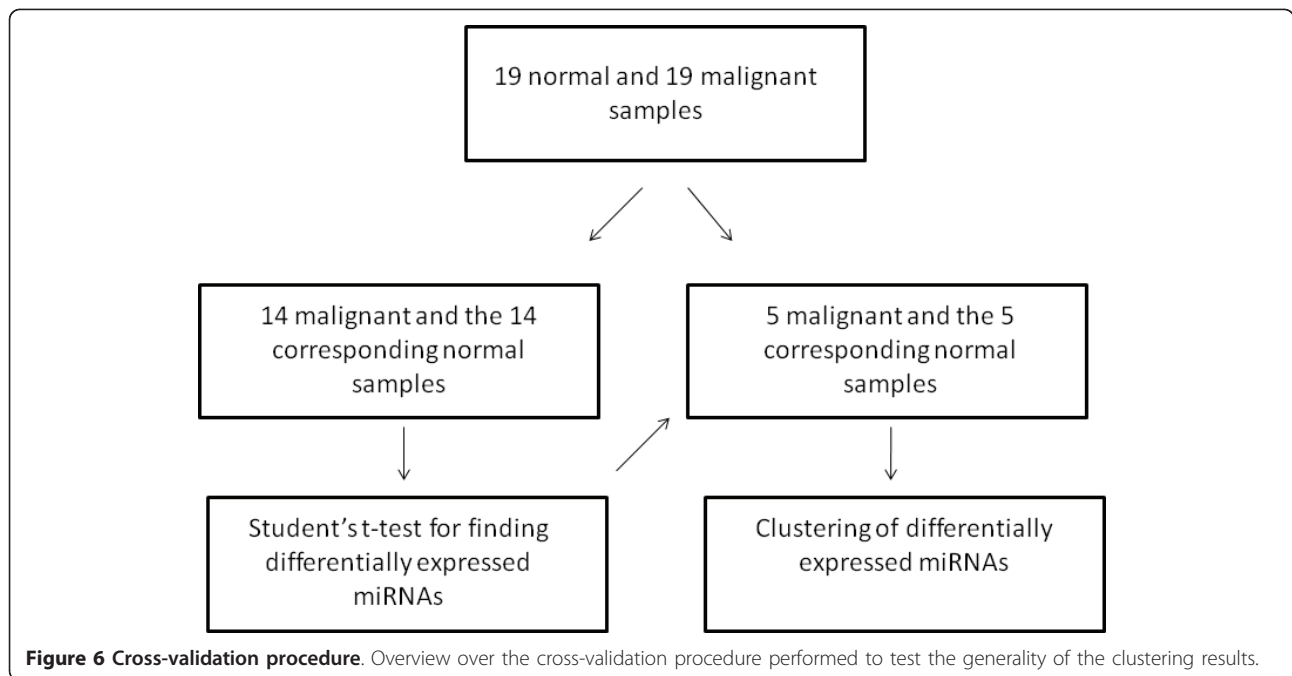 19 normal and 19 malignant
samples
14 malignant and the 14
corresponding normal
samples
5 malignant and the 5
corresponding normal
samples
Student's t-test for finding
differentially expressed
miRNAs
Clustering of differentially
expressed miRNAs
Figure 6 Cross-validation procedure. Overview over the cross-validation procedure performed to test the generality of the clustering results.